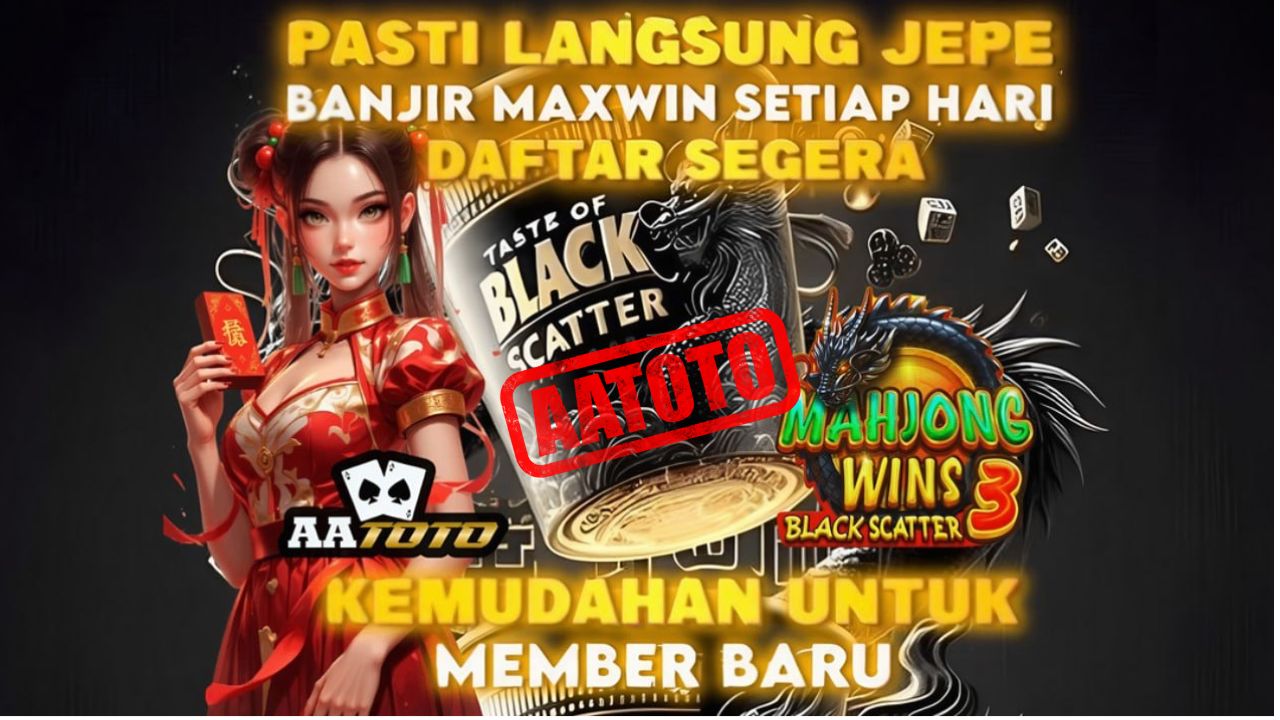 PASTI LANGSUNG JEPE
BANJIR MAXWIN SETIAP HARI
DAFTAR SEGERA
TASTE OF
BLACK
SCATTER
AATOTO
MAHJONG
WINS 3
BLACK SCATTER
AATOTO
KEMUDAHAN UNTUK
MEMBER BARU